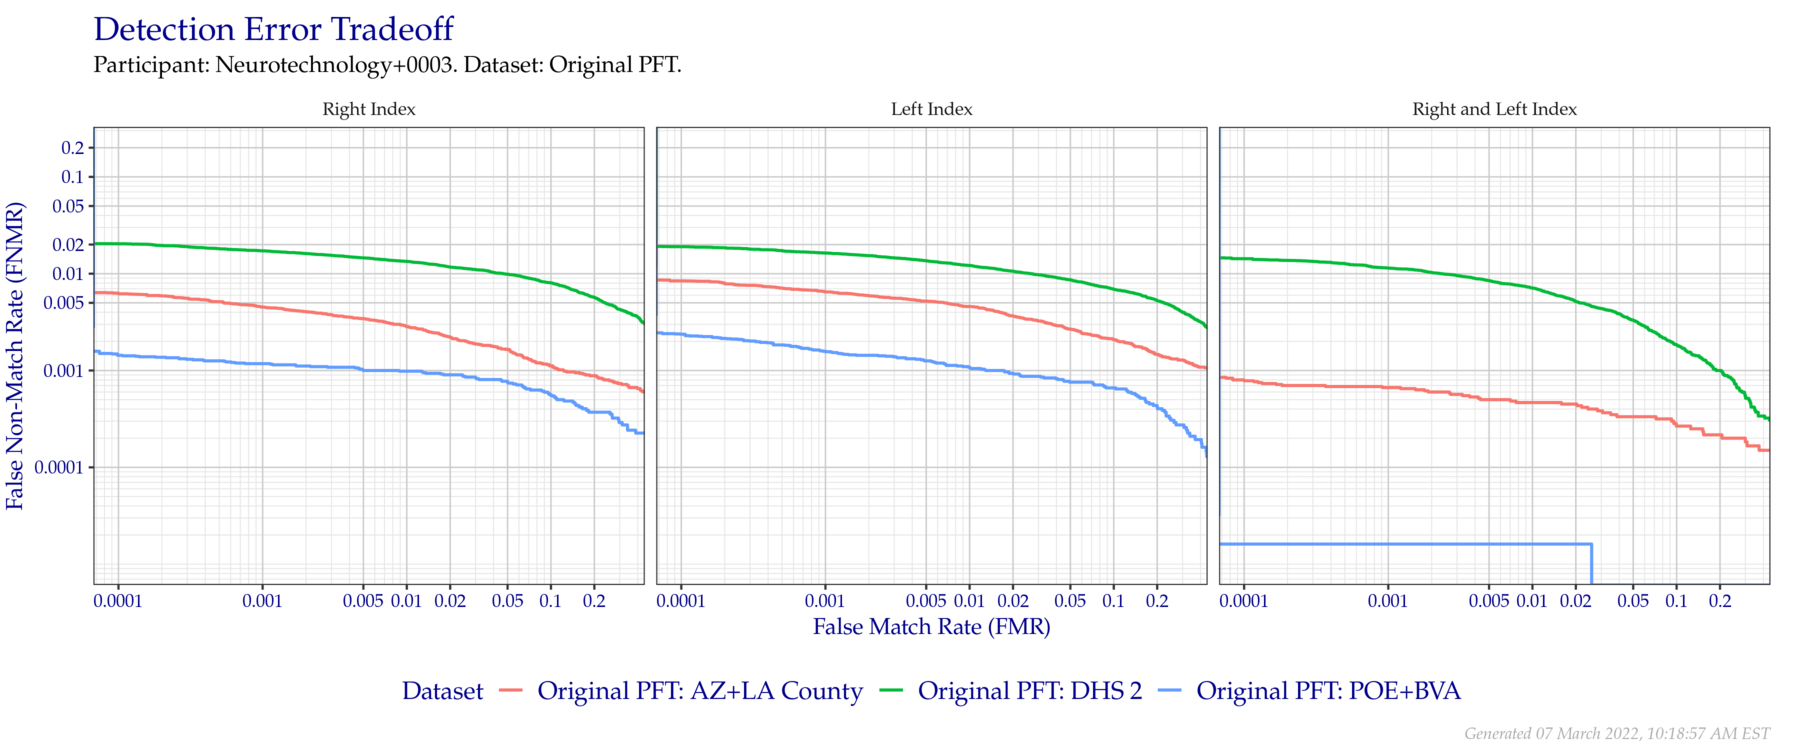 Detection Error Tradeoff
Participant: Neurotechnology+0003. Dataset: Original PFT.
Right Index
Left Index
Right and Left Index
False Non-Match Rate (FNMR)
0.2
0.1
0.05
0.02
0.01
0.005
0.001
0.0001
0.0001 0.001 0.005 0.01 0.02 0.05 0.1 0.2
0.0001 0.001 0.005 0.01 0.02 0.05 0.1 0.2
0.0001 0.001 0.005 0.01 0.02 0.05 0.1 0.2
False Match Rate (FMR)
Dataset Original PFT: AZ+LA County Original PFT: DHS 2 Original PFT: POE+BVA
Generated 07 March 2022, 10:18:57 AM EST